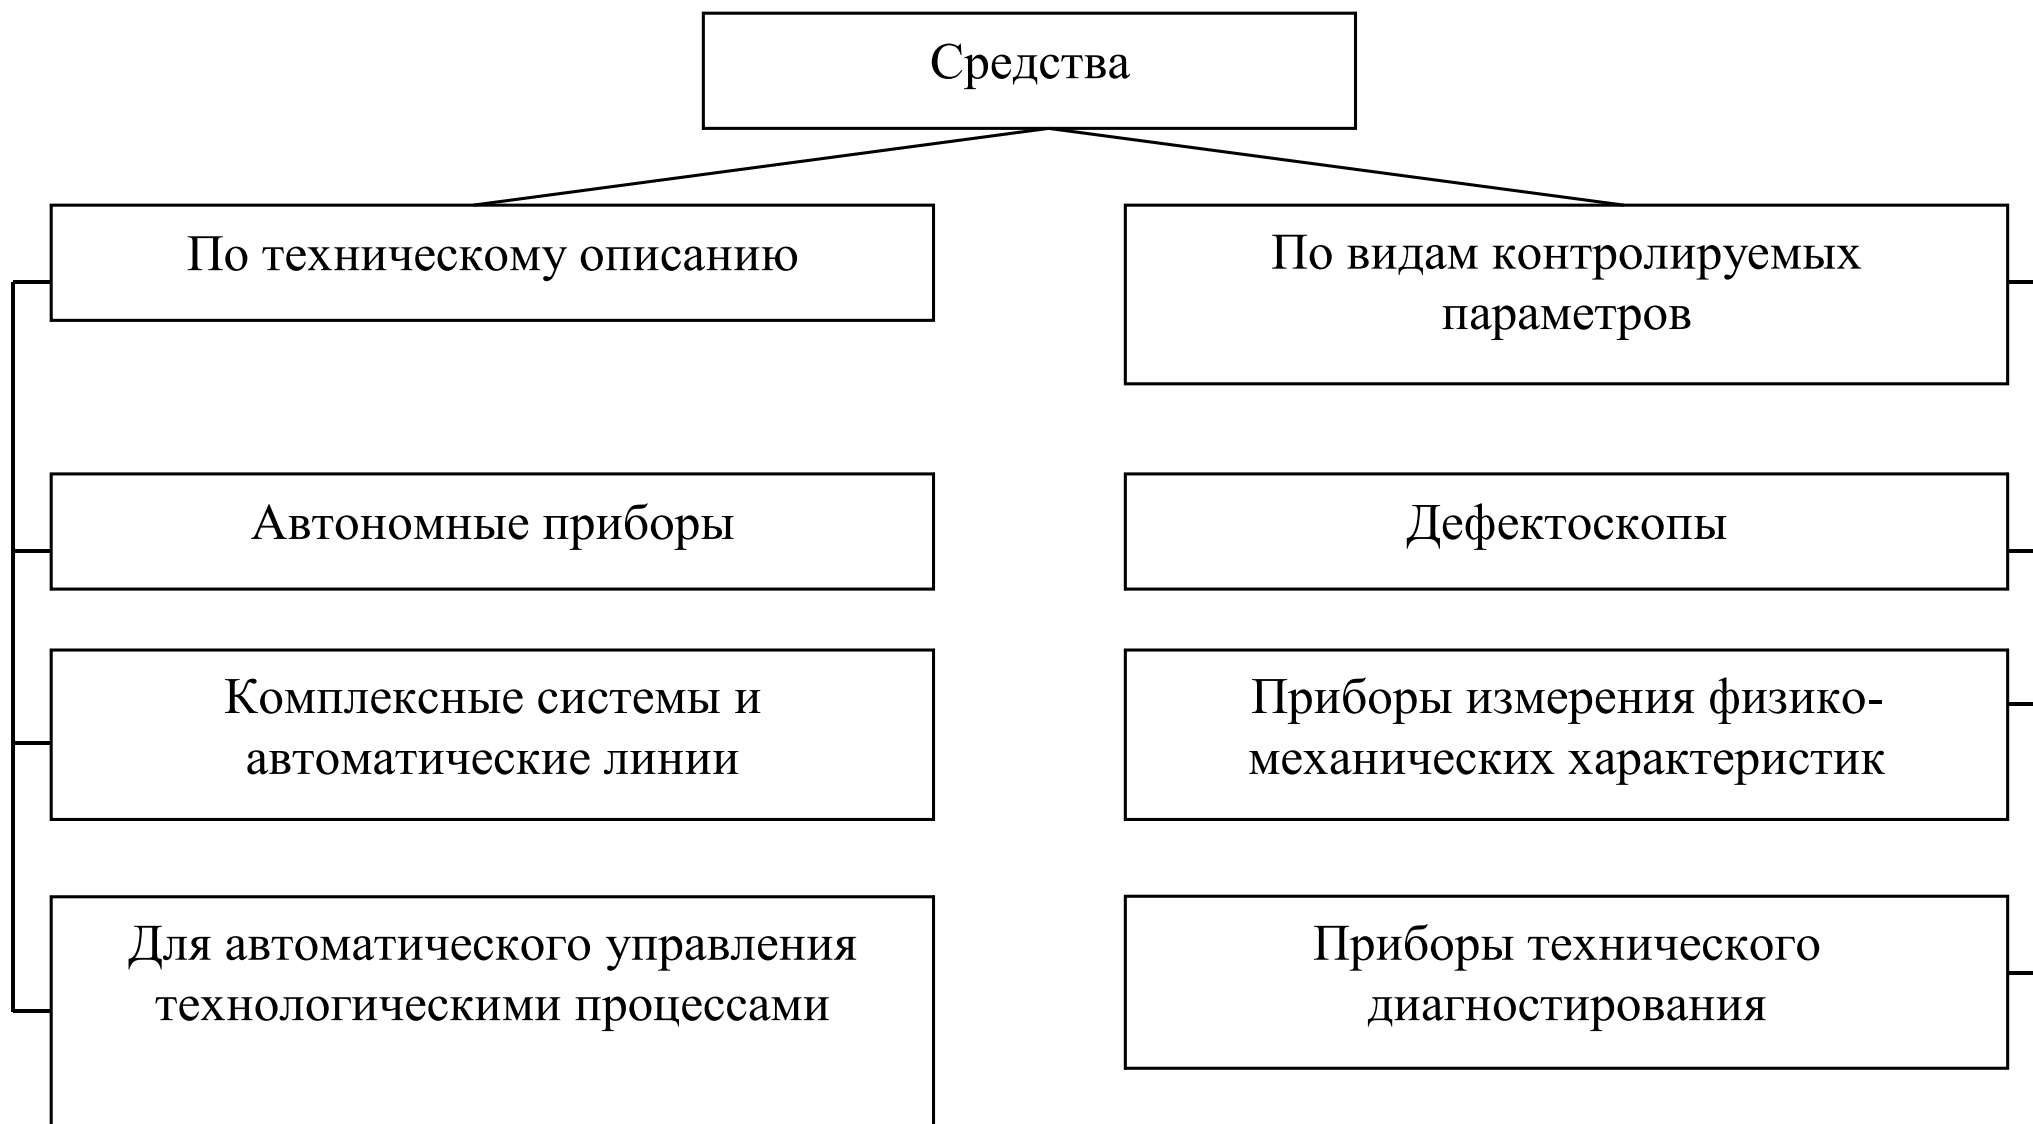 Средства
По техническому описанию
По видам контролируемых
параметров
Автономные приборы
Дефектоскопы
Комплексные системы и
автоматические линии
Приборы измерения физико-
механических характеристик
Для автоматического управления
технологическими процессами
Приборы технического
диагностирования